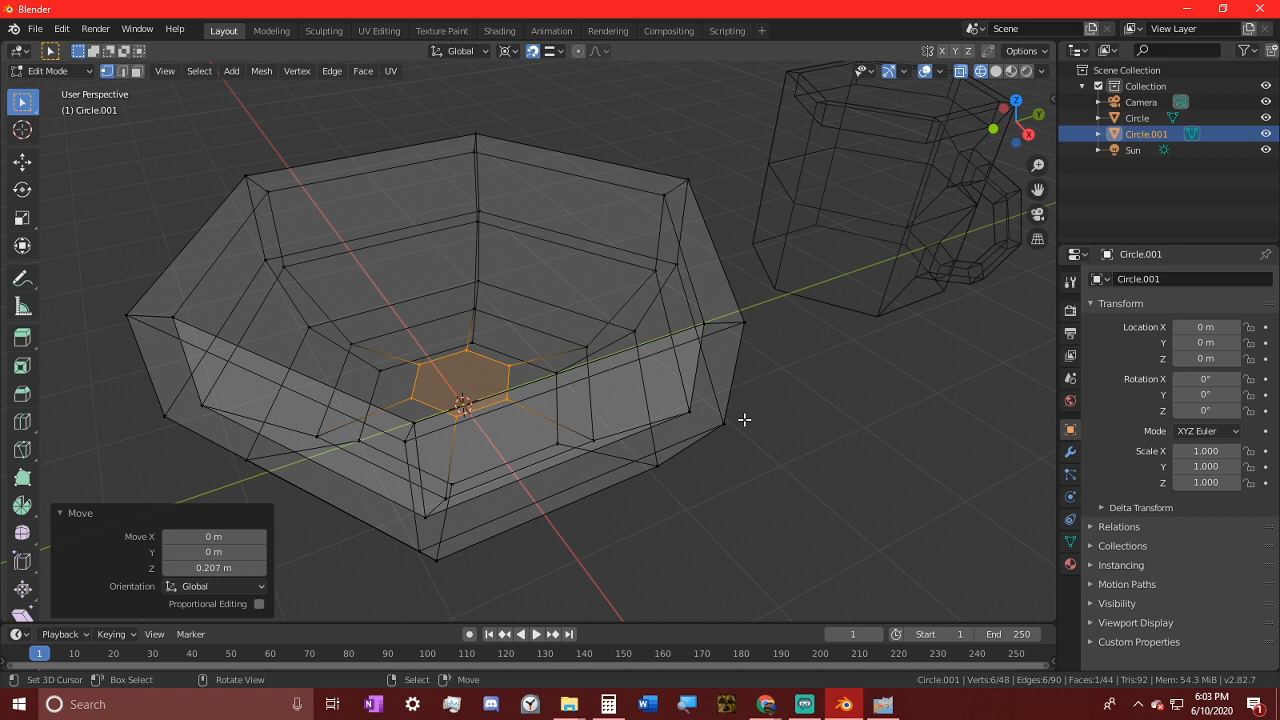 Blender
File Edit Render Window Help Layout Modeling Sculpting UV Editing Texture Paint Shading Animation Rendering Compositing Scripting + Scene View Layer
Global X Y Z Options
Edit Mode View Select Add Mesh Vertex Edge Face UV
User Perspective
(1) Circle.001
Z
Y
X
Scene Collection
Collection
Camera
Circle
Circle.001
Sun
Circle.001
Circle.001
Transform
Location X 0 m
Y 0 m
Z 0 m
Rotation X 0°
Y 0°
Z 0°
Mode XYZ Euler
Scale X 1.000
Y 1.000
Z 1.000
Delta Transform
Relations
Collections
Instancing
Motion Paths
Visibility
Viewport Display
Custom Properties
Move
Move X 0 m
Y 0 m
Z 0.207 m
Orientation Global
Proportional Editing
Playback Keying View Marker 1 Start 1 End 250
1 10 20 30 40 50 60 70 80 90 100 110 120 130 140 150 160 170 180 190 200 210 220 230 240 250
Set 3D Cursor Box Select Rotate View Select Move Circle.001 | Verts:6/48 | Edges:6/90 | Faces:1/44 | Tris:92 | Mem: 54.3 MiB | v2.82.7
Search
6:03 PM
6/10/2020
1